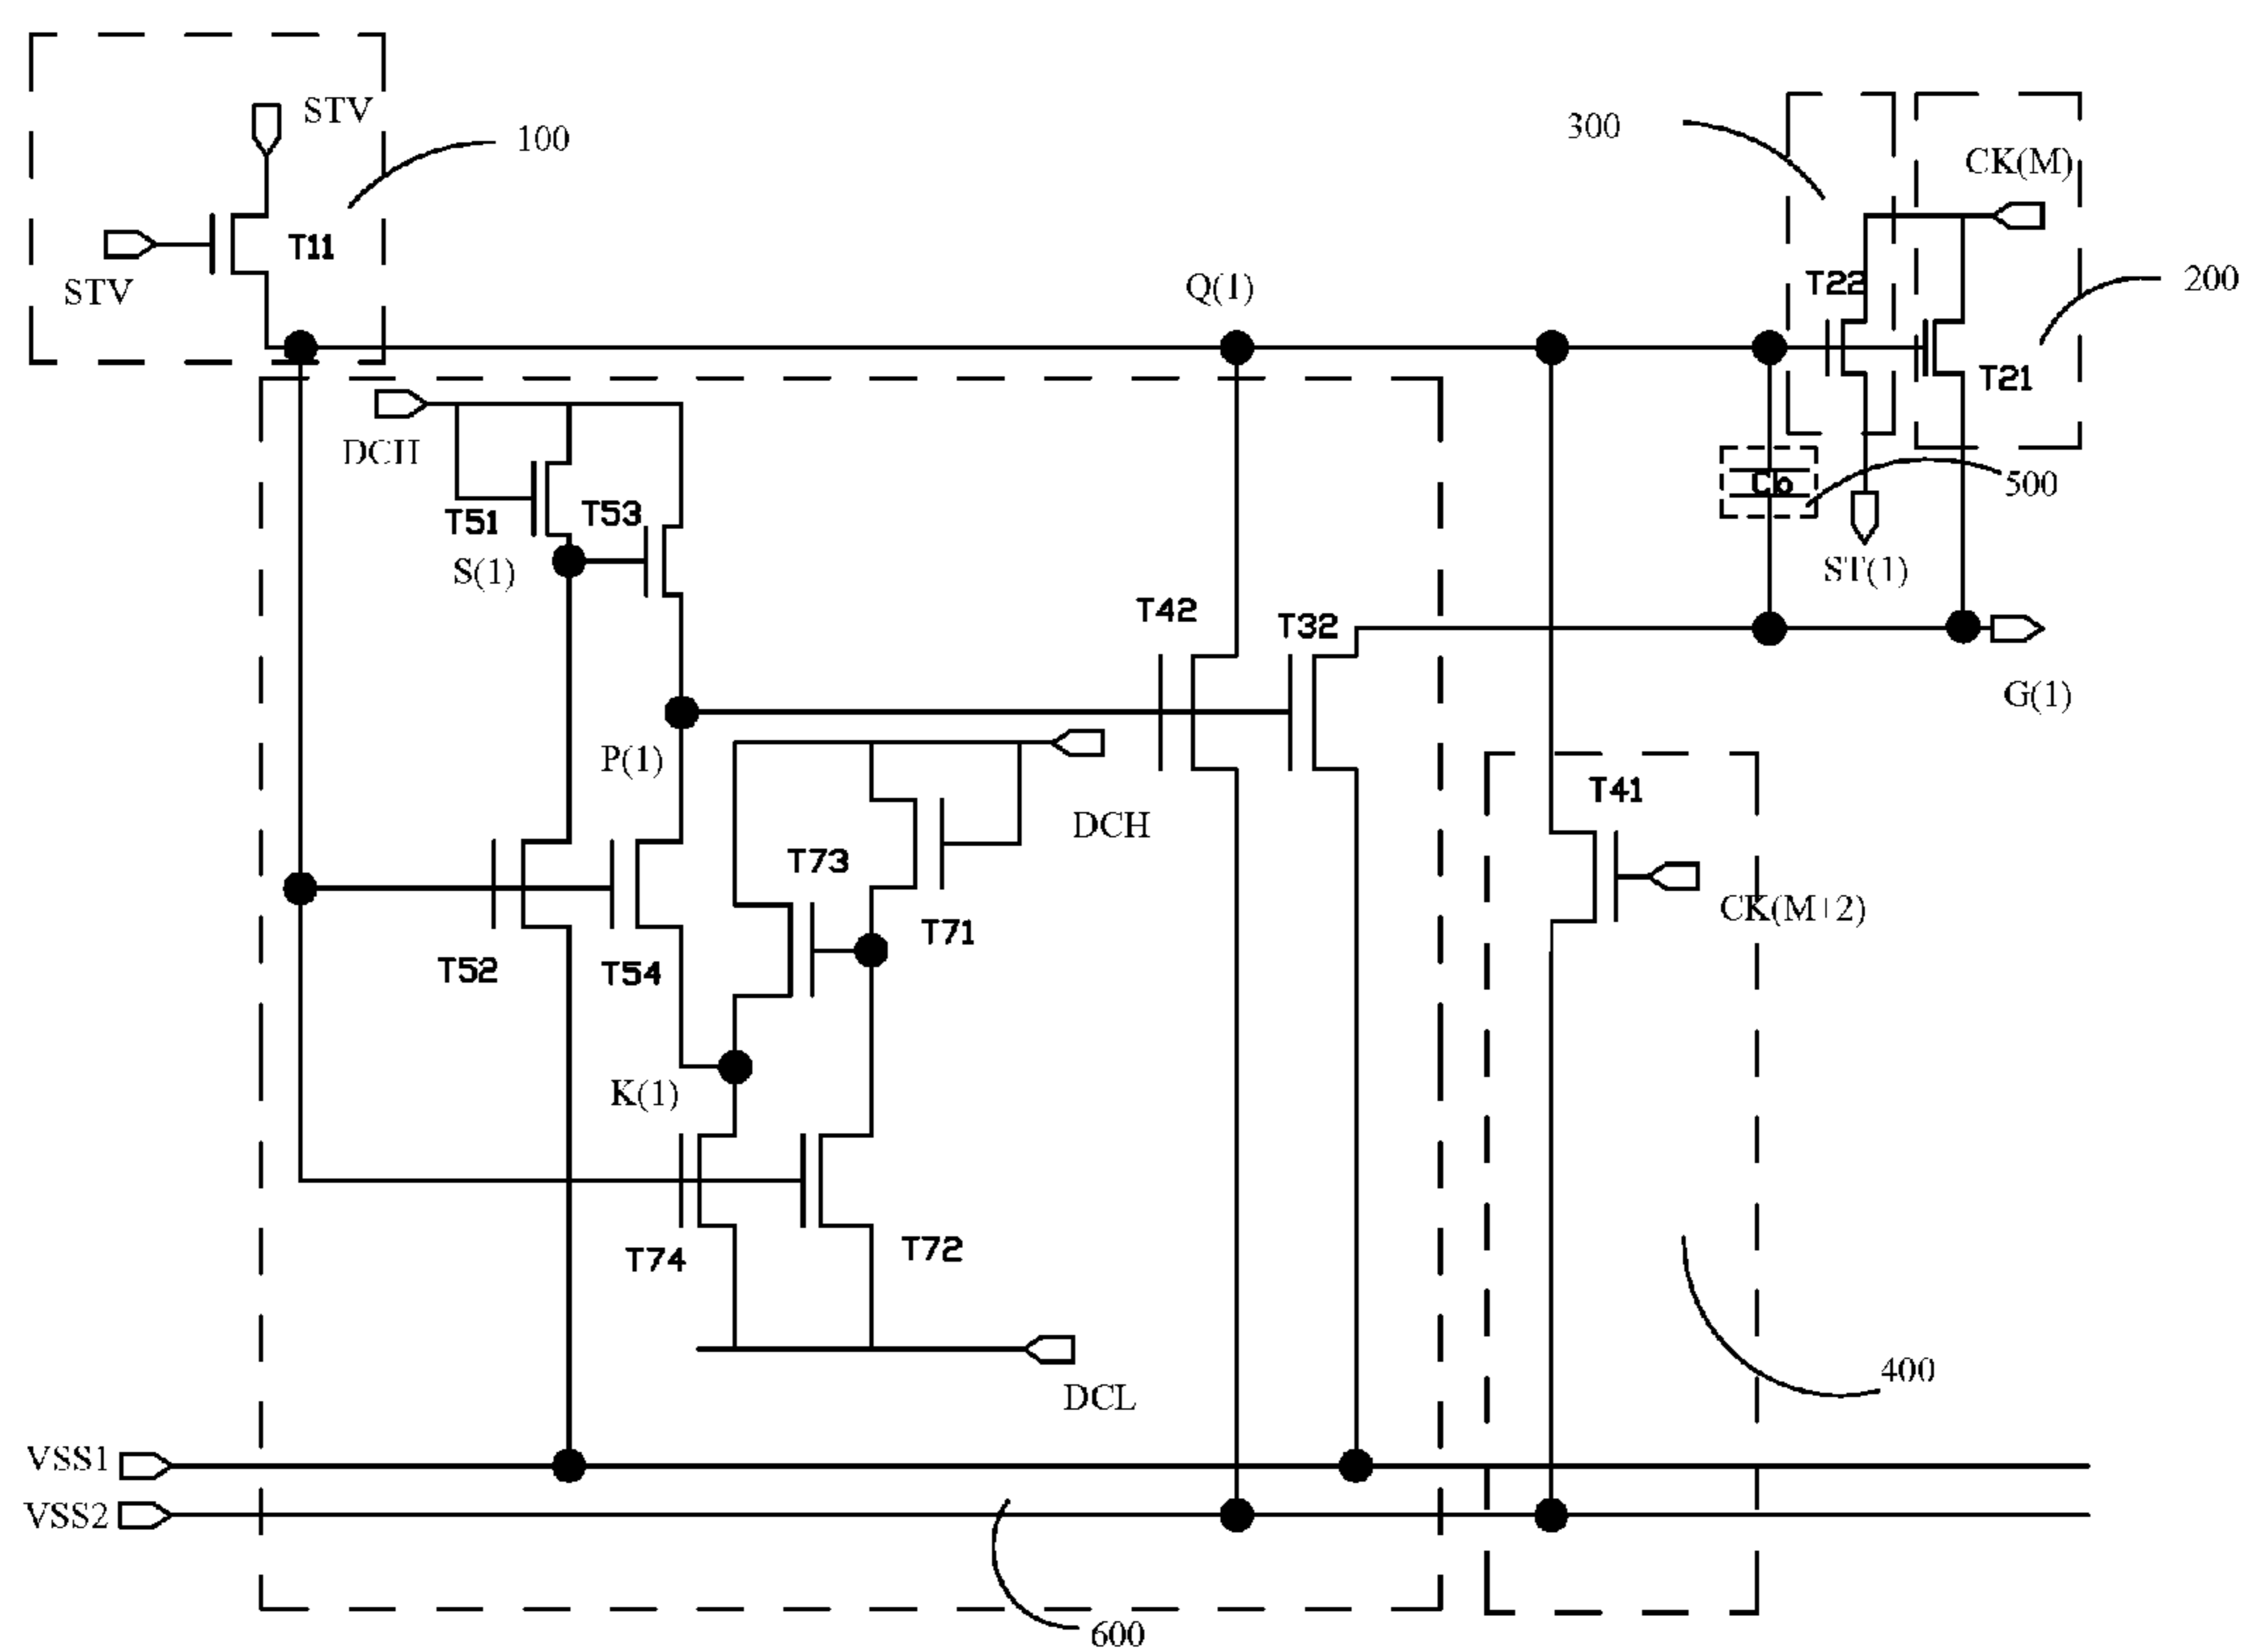 STV
100
300
CK(M)
T11
STV
Q(1)
T22
200
T21
DCH
Cb
500
T51
T53
S(1)
ST(1)
T42
T32
G(1)
P(1)
T41
DCH
T73
CK(M+2)
T71
T52
T54
K(1)
T74
T72
400
DCL
VSS1
VSS2
600